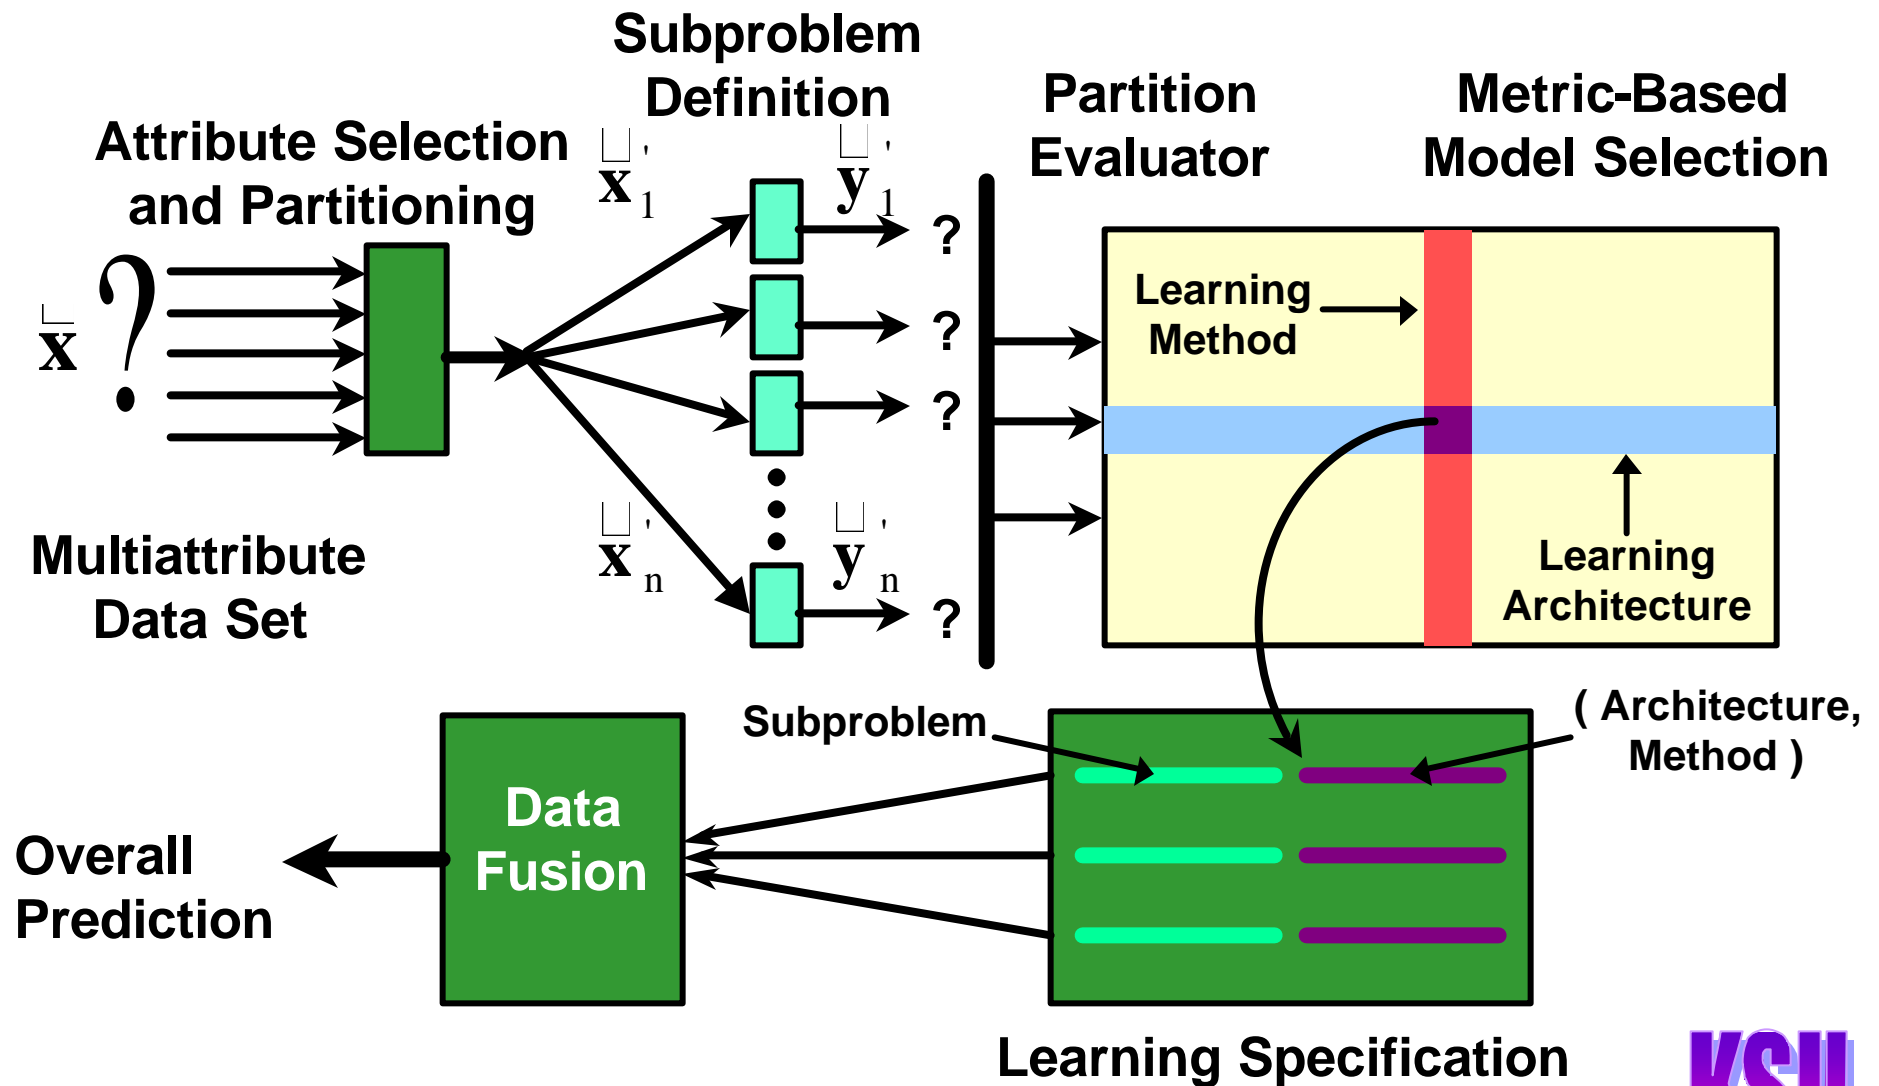 Subproblem
Definition
Attribute Selection
and Partitioning
Partition
Evaluator
Metric-Based
Model Selection
x ?
x'1
y'1
?
?
?
x'n
y'n
?
Learning
Method
Learning
Architecture
Multiattribute
Data Set
Subproblem
( Architecture,
Method )
Data
Fusion
Overall
Prediction
Learning Specification
KSU